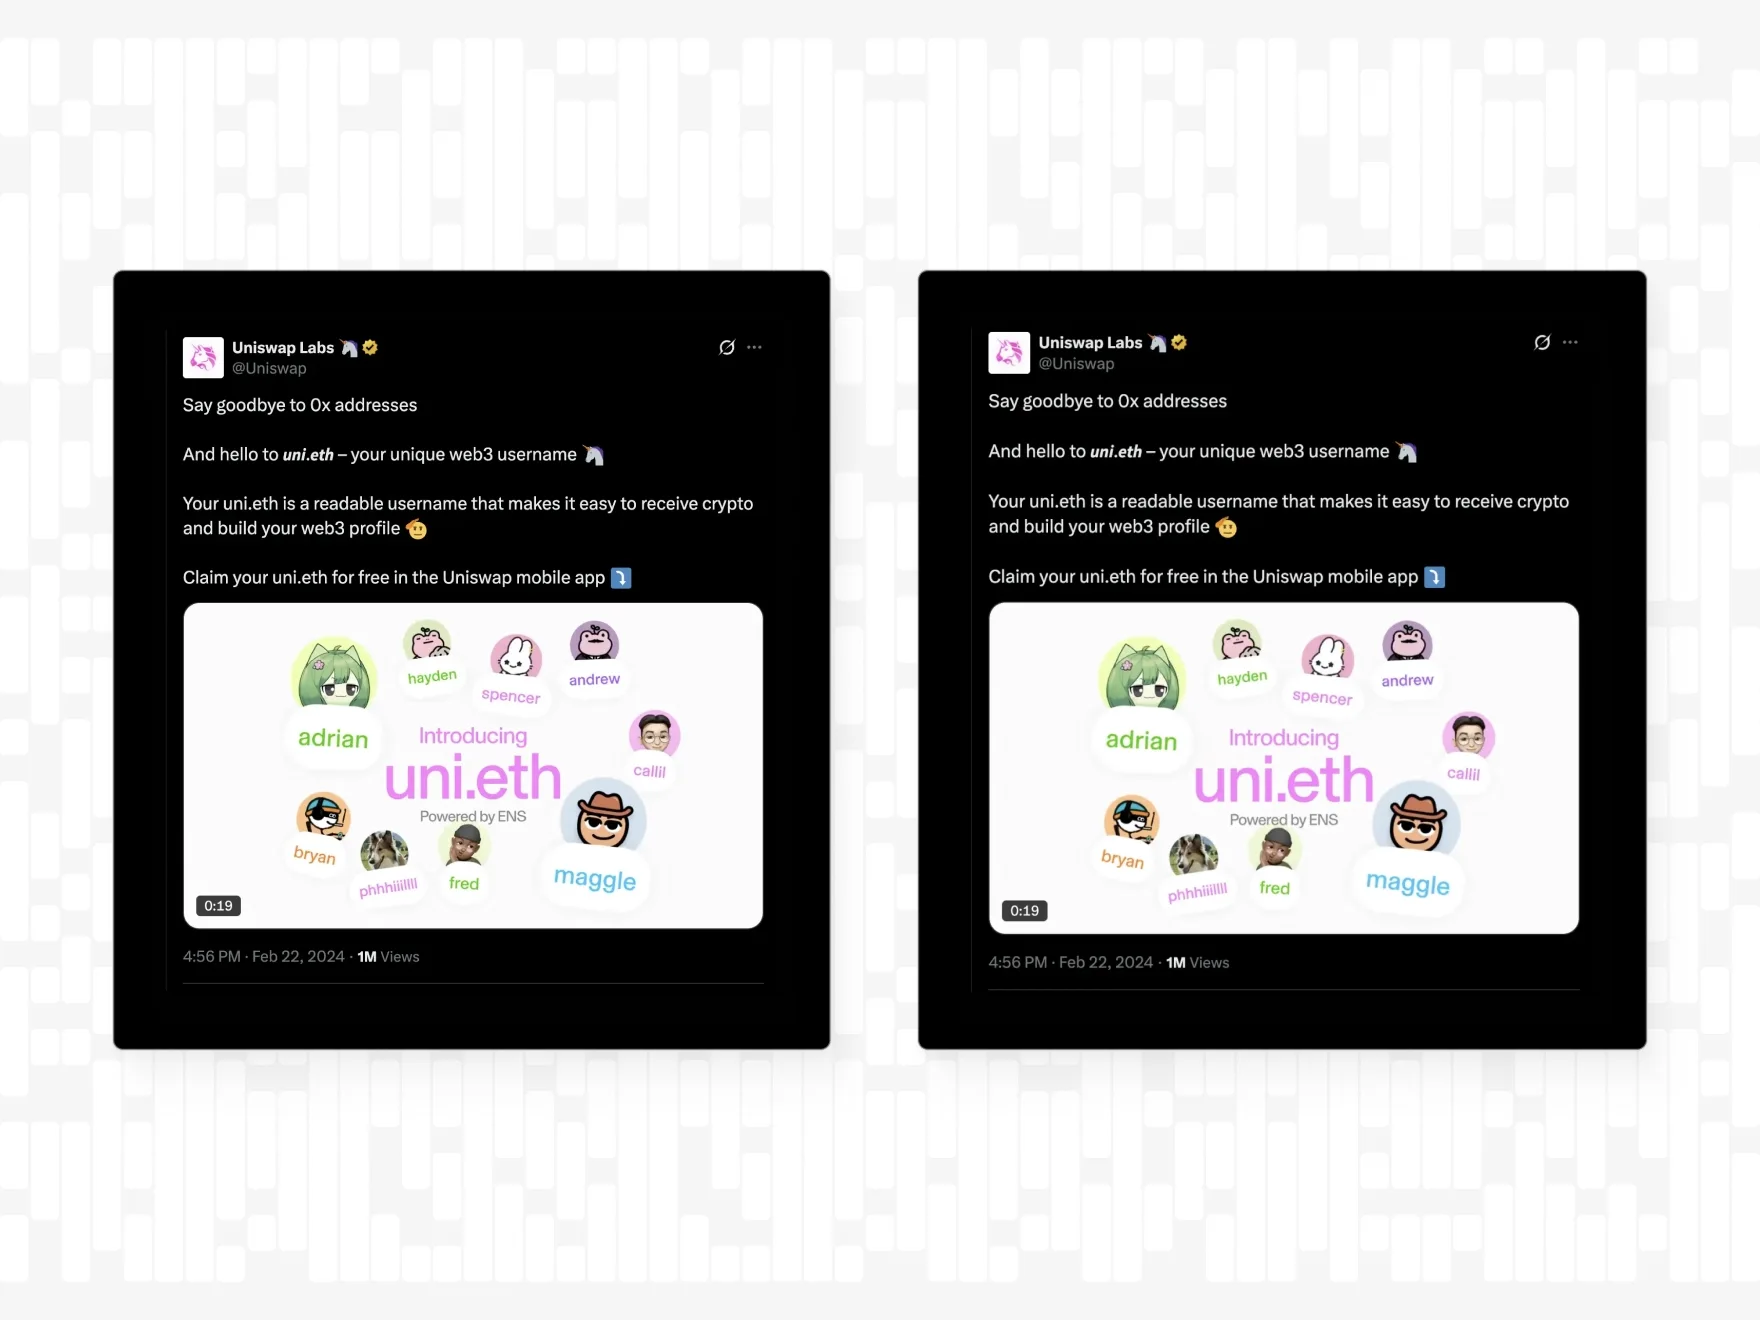 Uniswap Labs 🦄
@Uniswap
Say goodbye to 0x addresses
And hello to uni.eth – your unique web3 username 🦄
Your uni.eth is a readable username that makes it easy to receive crypto
and build your web3 profile 🫡
Claim your uni.eth for free in the Uniswap mobile app ⤵️
hayden
spencer
andrew
adrian
Introducing
uni.eth
Powered by ENS
callil
bryan
phhhiiillll
fred
maggle
0:19
4:56 PM · Feb 22, 2024 · 1M Views
Uniswap Labs 🦄
@Uniswap
Say goodbye to 0x addresses
And hello to uni.eth – your unique web3 username 🦄
Your uni.eth is a readable username that makes it easy to receive crypto
and build your web3 profile 🫡
Claim your uni.eth for free in the Uniswap mobile app ⤵️
hayden
spencer
andrew
adrian
Introducing
uni.eth
Powered by ENS
callil
bryan
phhhiiillll
fred
maggle
0:19
4:56 PM · Feb 22, 2024 · 1M Views